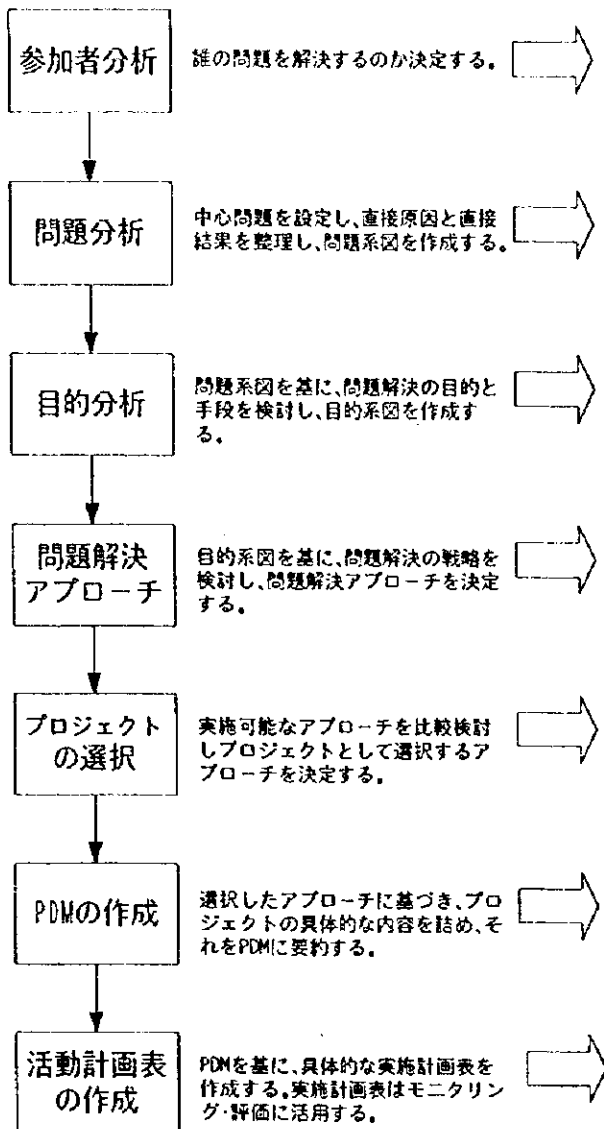 参加者分析
誰の問題を解決するのか決定する。
問題分析
中心問題を設定し、直接原因と直接
結果を整理し、問題系図を作成する。
目的分析
問題系図を基に、問題解決の目的と
手段を検討し、目的系図を作成す
る。
問題解決
アプローチ
目的系図を基に、問題解決の戦略を
検討し、問題解決アプローチを決定
する。
プロジェクト
の選択
実施可能なアプローチを比較検討
しプロジェクトとして選択するア
プローチを決定する。
PDMの作成
選択したアプローチに基づき、プロ
ジェクトの具体的な内容を詰め、そ
れをPDMに要約する。
活動計画表
の作成
PDMを基に、具体的な実施計画表を
作成する。実施計画表はモニタリン
グ・評価に活用する。